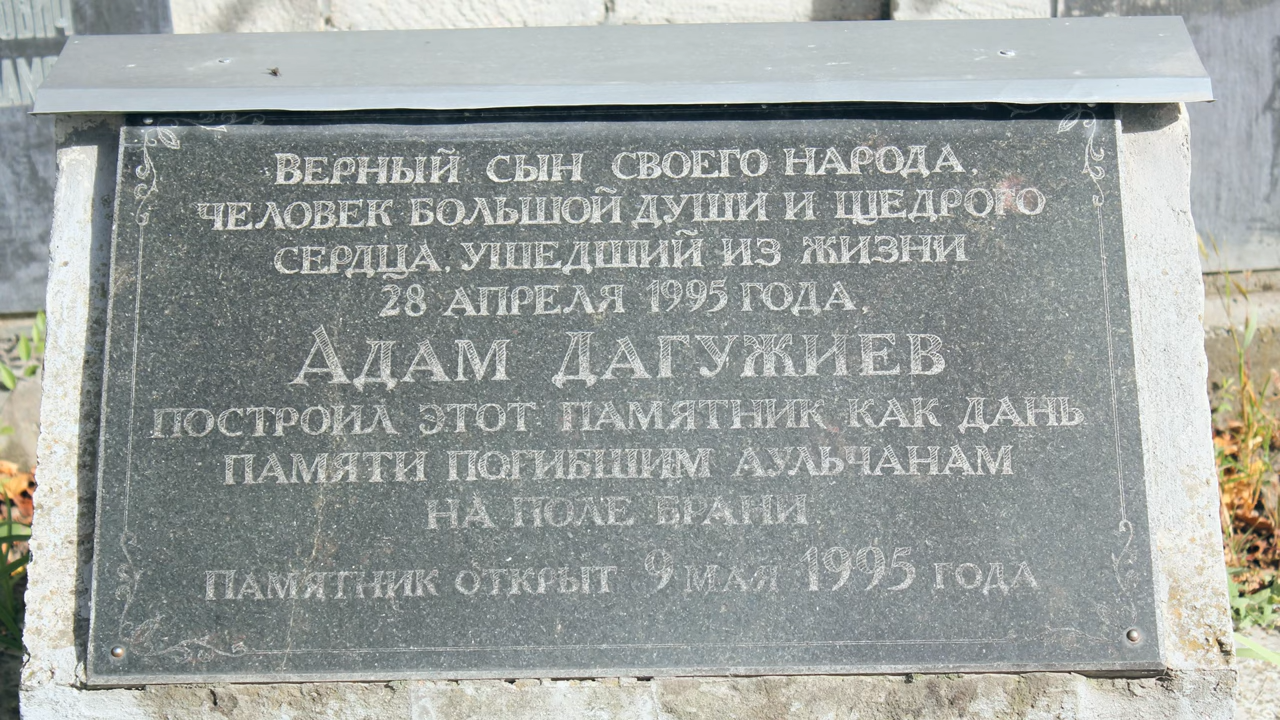 Верный сын своего народа,
человек большой души и щедрого
сердца, ушедший из жизни
28 апреля 1995 года,
Адам Дагужиев
построил этот памятник как дань
памяти погибшим аульчанам
на поле брани
Памятник открыт 9 мая 1995 года